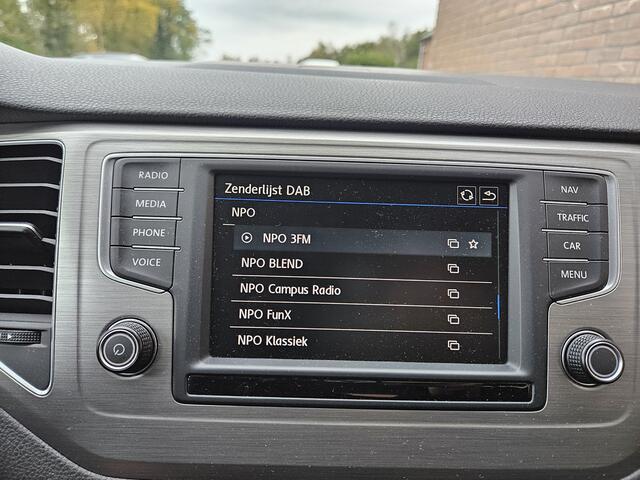 RADIO
MEDIA
PHONE
VOICE
Zenderlijst DAB
NPO
NPO 3FM
NPO BLEND
NPO Campus Radio
NPO FunX
NPO Klassiek
NAV
TRAFFIC
CAR
MENU